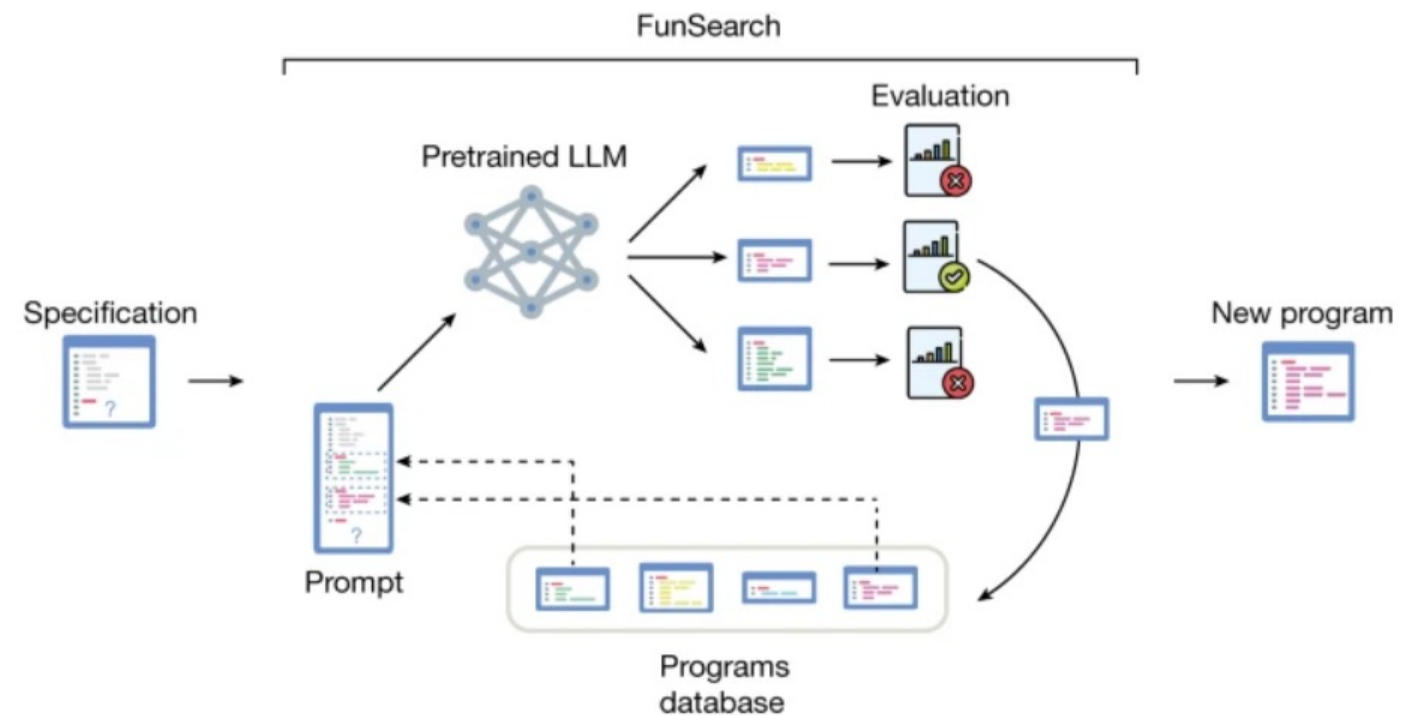 FunSearch
Evaluation
Pretrained LLM
Specification
?
New program
?
Prompt
Programs
database